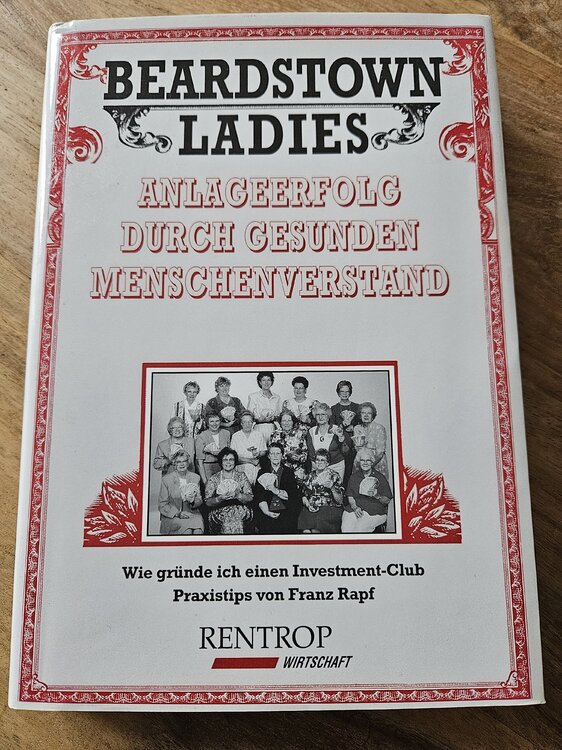 BEARDSTOWN
LADIES
ANLAGEERFOLG
DURCH GESUNDEN
MENSCHENVERSTAND
Wie gründe ich einen Investment-Club
Praxistips von Franz Rapf
RENTROP
WIRTSCHAFT